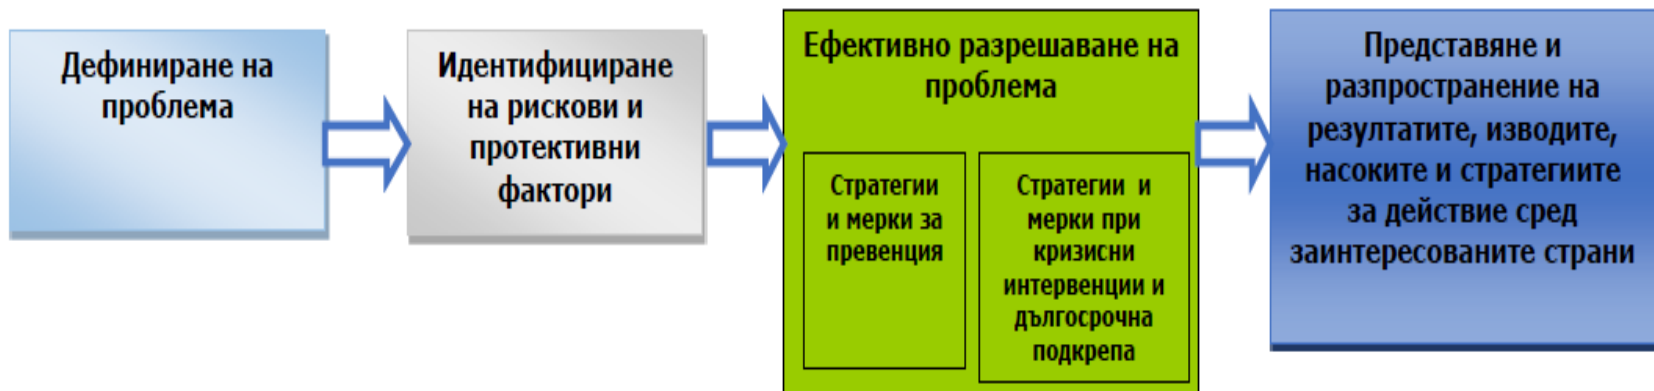 Дефиниране на
проблема
Идентифициране
на рискови и
протективни
фактори
Ефективно разрешаване на
проблема
Стратегии
и мерки за
превенция
Стратегии и
мерки при
кризисни
интервенции и
дългосрочна
подкрепа
Представяне и
разпространение на
резултатите, изводите,
насоките и стратегиите
за действие сред
заинтересованите страни